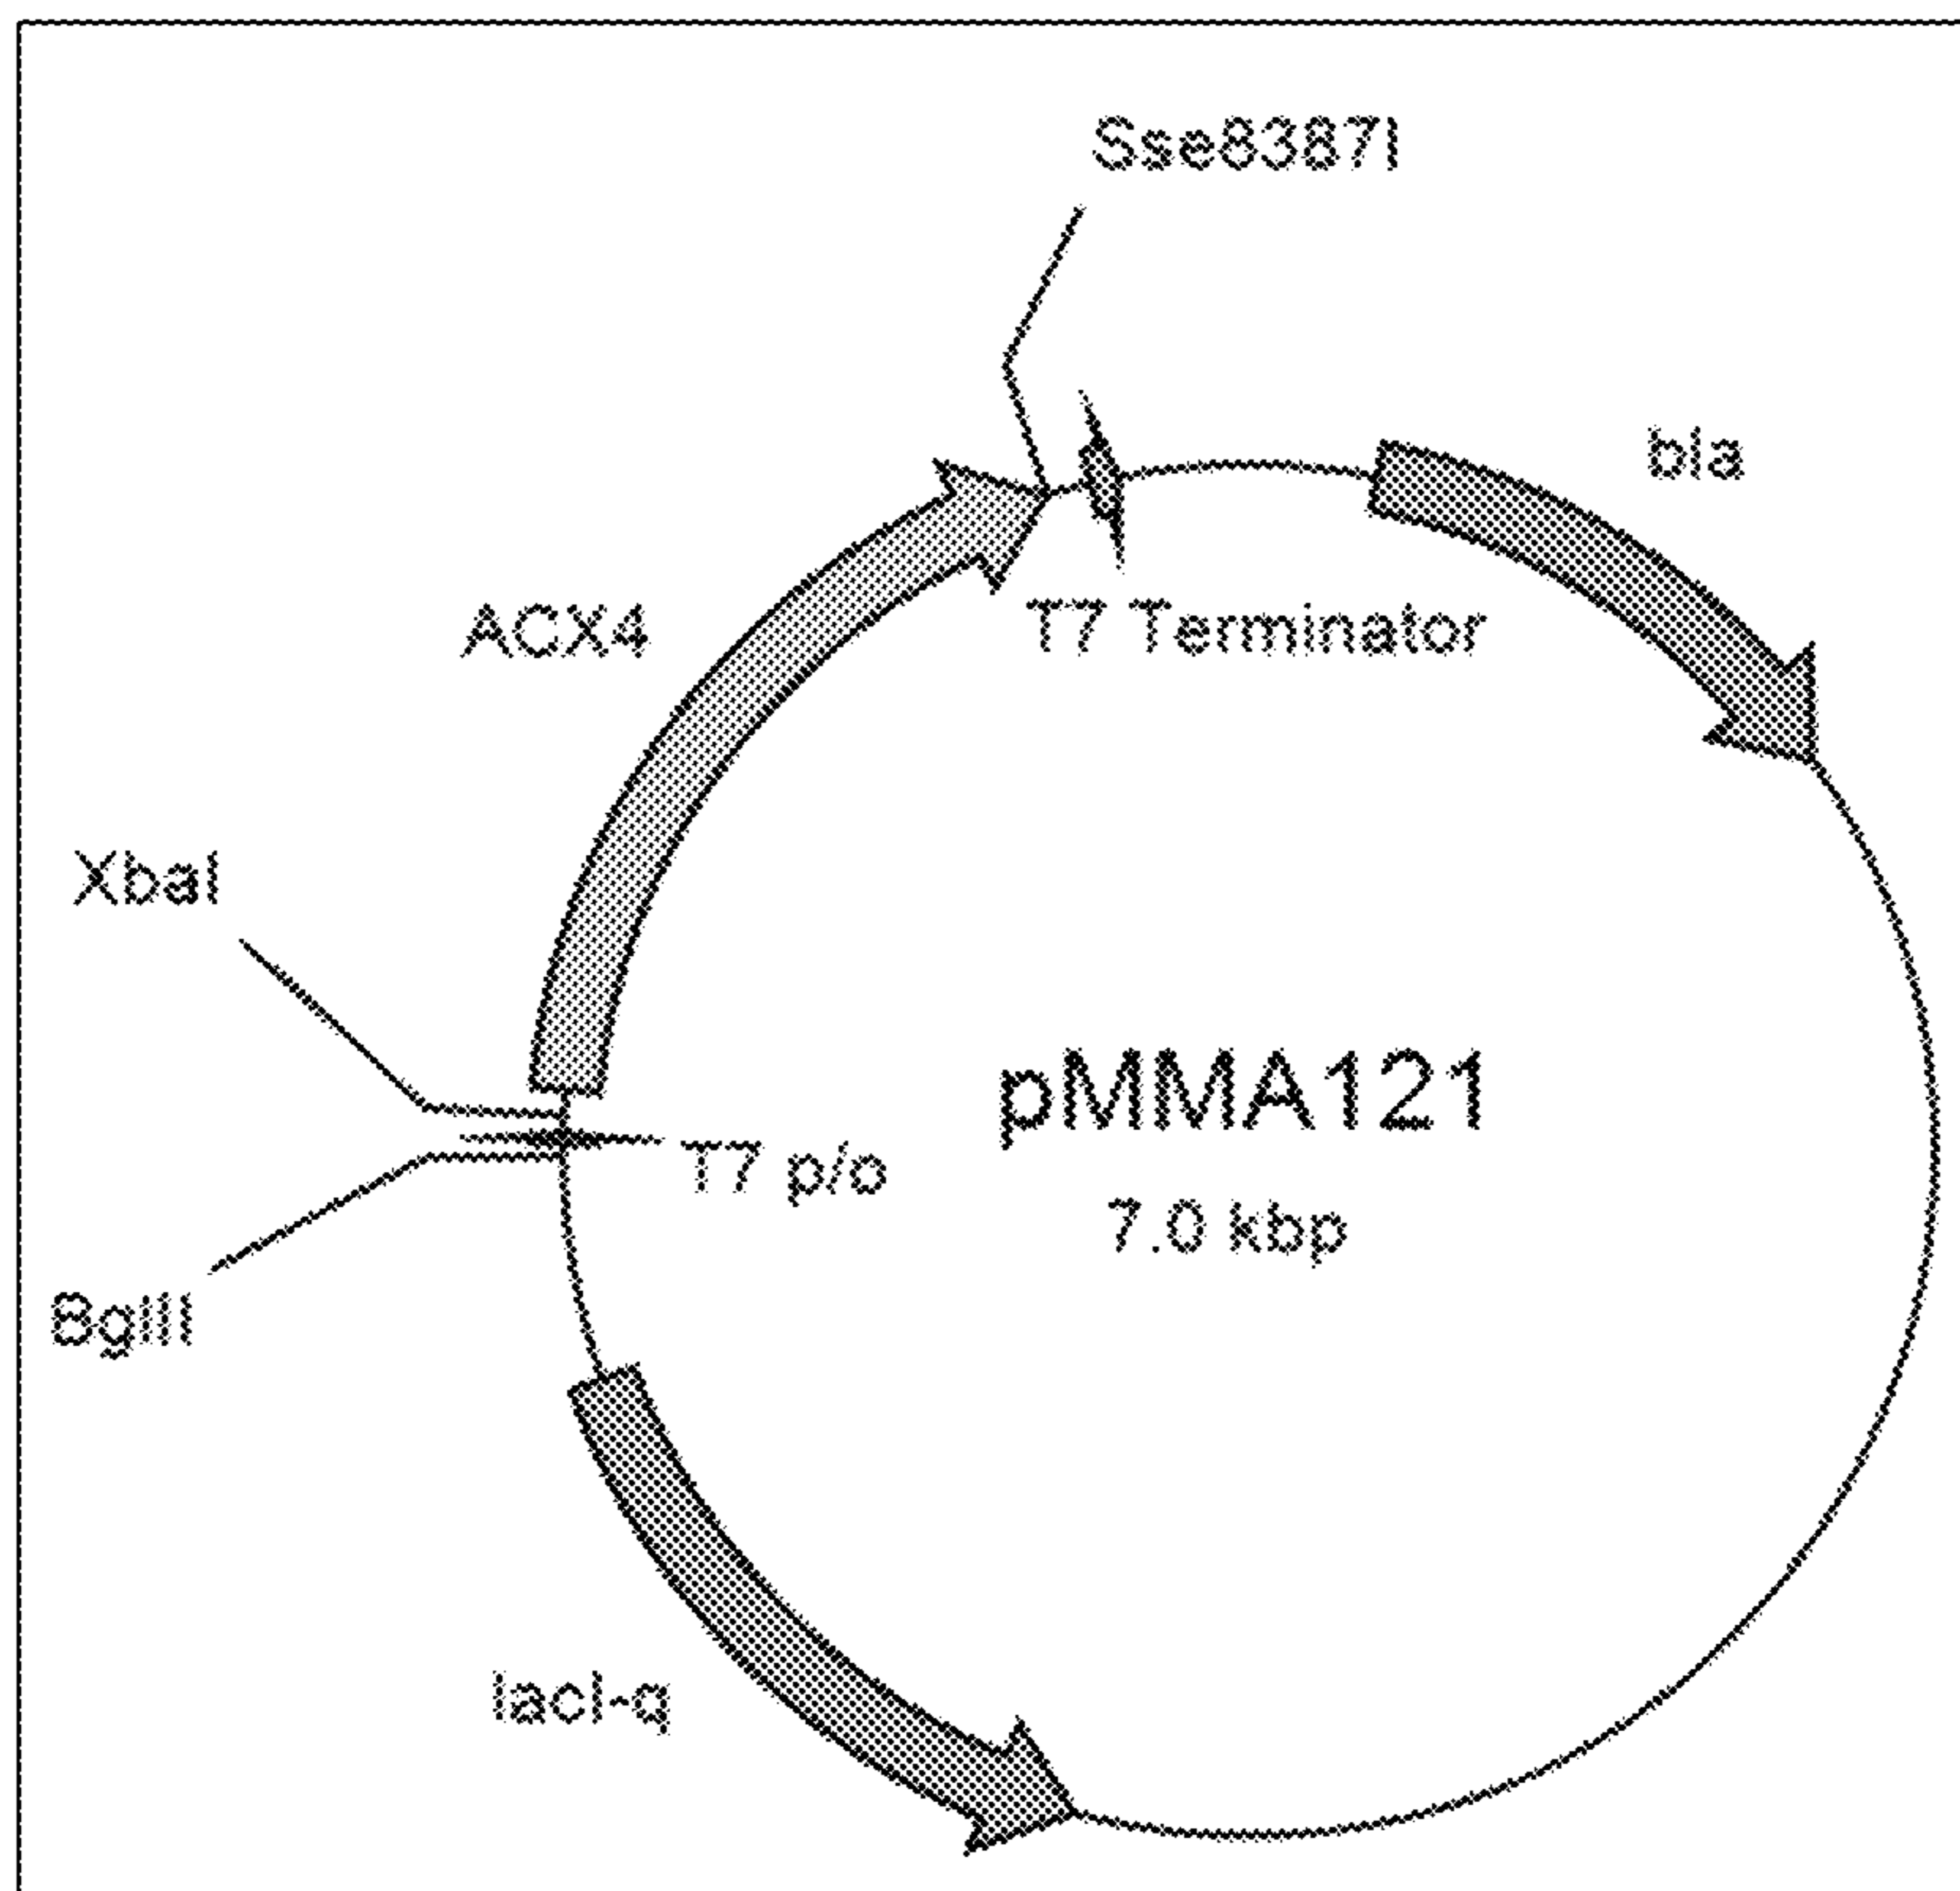 Sse8387I
bla
ACX4
T7 Terminator
XbaI
pMMA121
T7 p/o
7.0 kbp
BglII
lacI-q